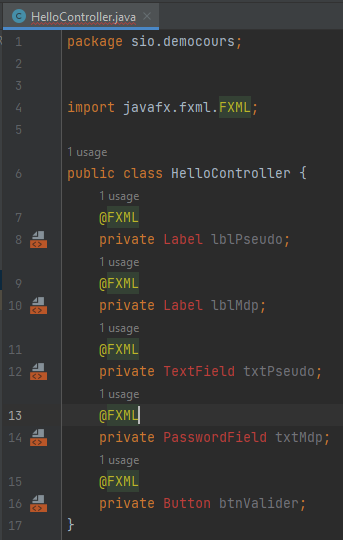 HelloController.java
1 package sio.democours;
2
3
4 import javafx.fxml.FXML;
5
1 usage
6 public class HelloController {
1 usage
7 @FXML
8 private Label lblPseudo;
1 usage
9 @FXML
10 private Label lblMdp;
1 usage
11 @FXML
12 private TextField txtPseudo;
1 usage
13 @FXML
14 private PasswordField txtMdp;
1 usage
15 @FXML
16 private Button btnValider;
17 }